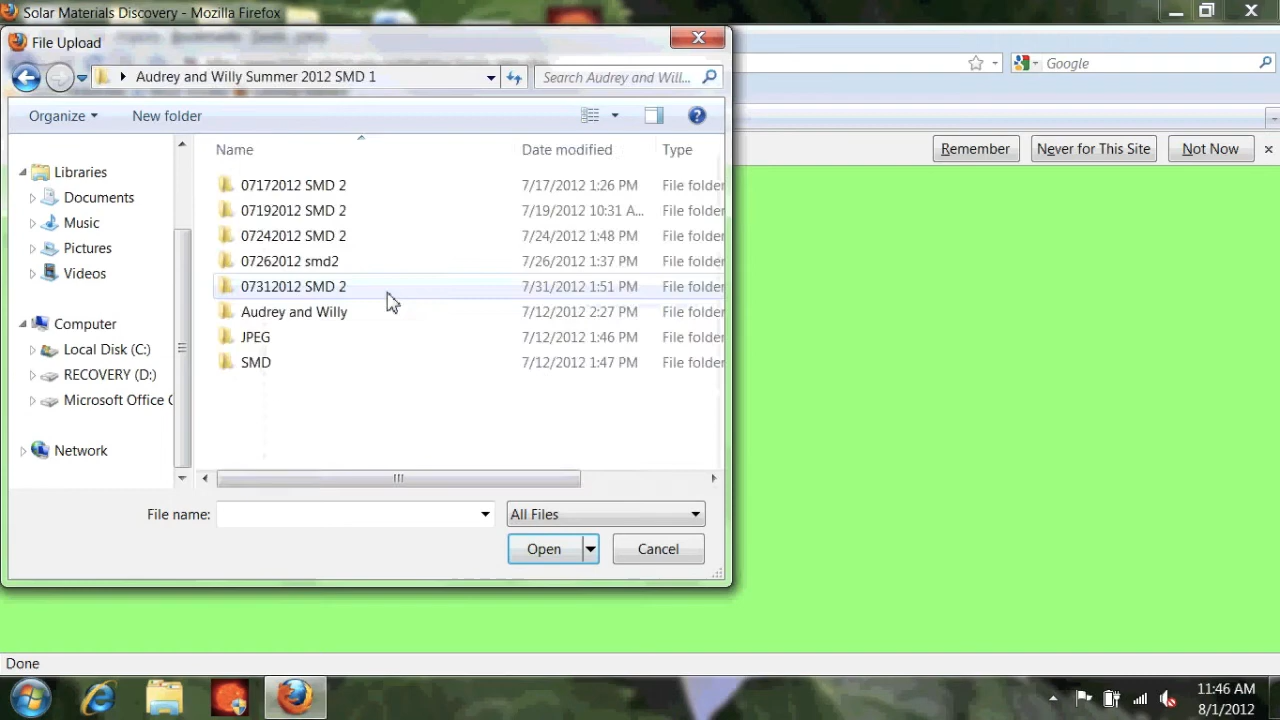 Solar Materials Discovery - Mozilla Firefox
File Upload
Audrey and Willy Summer 2012 SMD 1
Search Audrey and Will...
Google
Organize
New folder
Remember
Never for This Site
Not Now
Name
Date modified
Type
Libraries
Documents
Music
Pictures
Videos
Computer
Local Disk (C:)
RECOVERY (D:)
Microsoft Office C
Network
07172012 SMD 2 7/17/2012 1:26 PM File folder
07192012 SMD 2 7/19/2012 10:31 A... File folder
07242012 SMD 2 7/24/2012 1:48 PM File folder
07262012 smd2 7/26/2012 1:37 PM File folder
07312012 SMD 2 7/31/2012 1:51 PM File folder
Audrey and Willy 7/12/2012 2:27 PM File folder
JPEG 7/12/2012 1:46 PM File folder
SMD 7/12/2012 1:47 PM File folder
File name:
All Files
Open
Cancel
Done
11:46 AM
8/1/2012